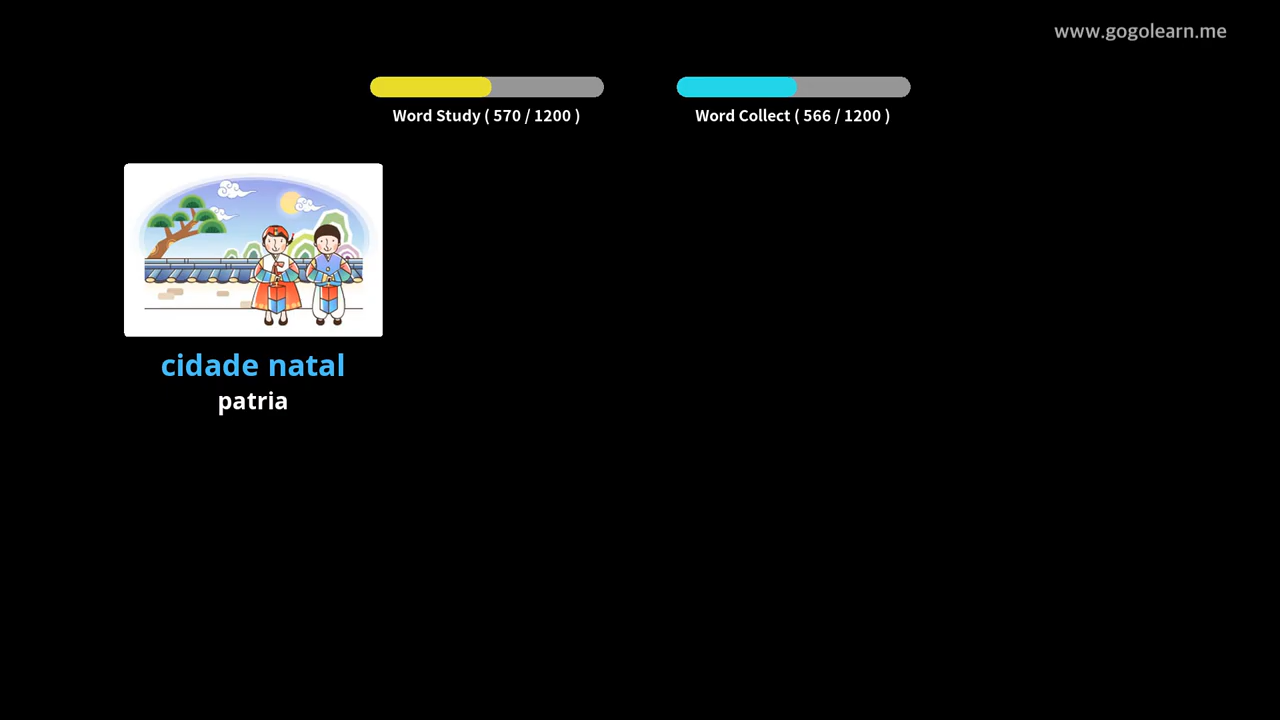 www.gogolearn.me
Word Study ( 570 / 1200 )
Word Collect ( 566 / 1200 )
cidade natal
patria